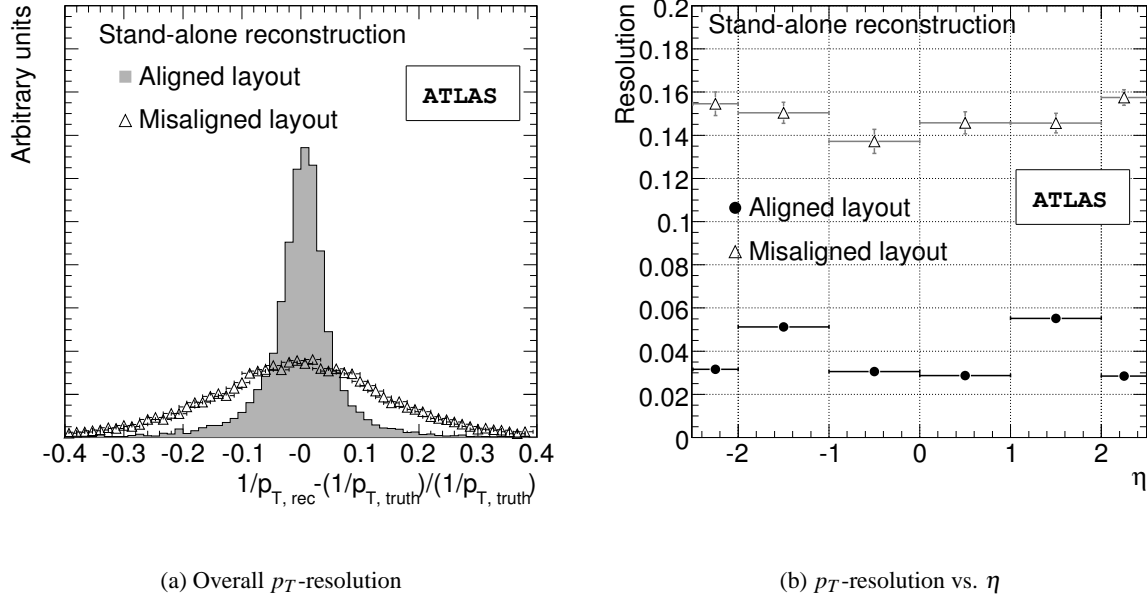 Arbitrary units
Stand-alone reconstruction
Aligned layout
Misaligned layout
ATLAS
-0.4 -0.3 -0.2 -0.1 -0 0.1 0.2 0.3 0.4
1/p_T, rec-(1/p_T, truth)/(1/p_T, truth)
(a) Overall p_T-resolution
Resolution
0.2
0.18
0.16
0.14
0.12
0.1
0.08
0.06
0.04
0.02
0
Stand-alone reconstruction
ATLAS
Aligned layout
Misaligned layout
-2 -1 0 1 2
η
(b) p_T-resolution vs. η